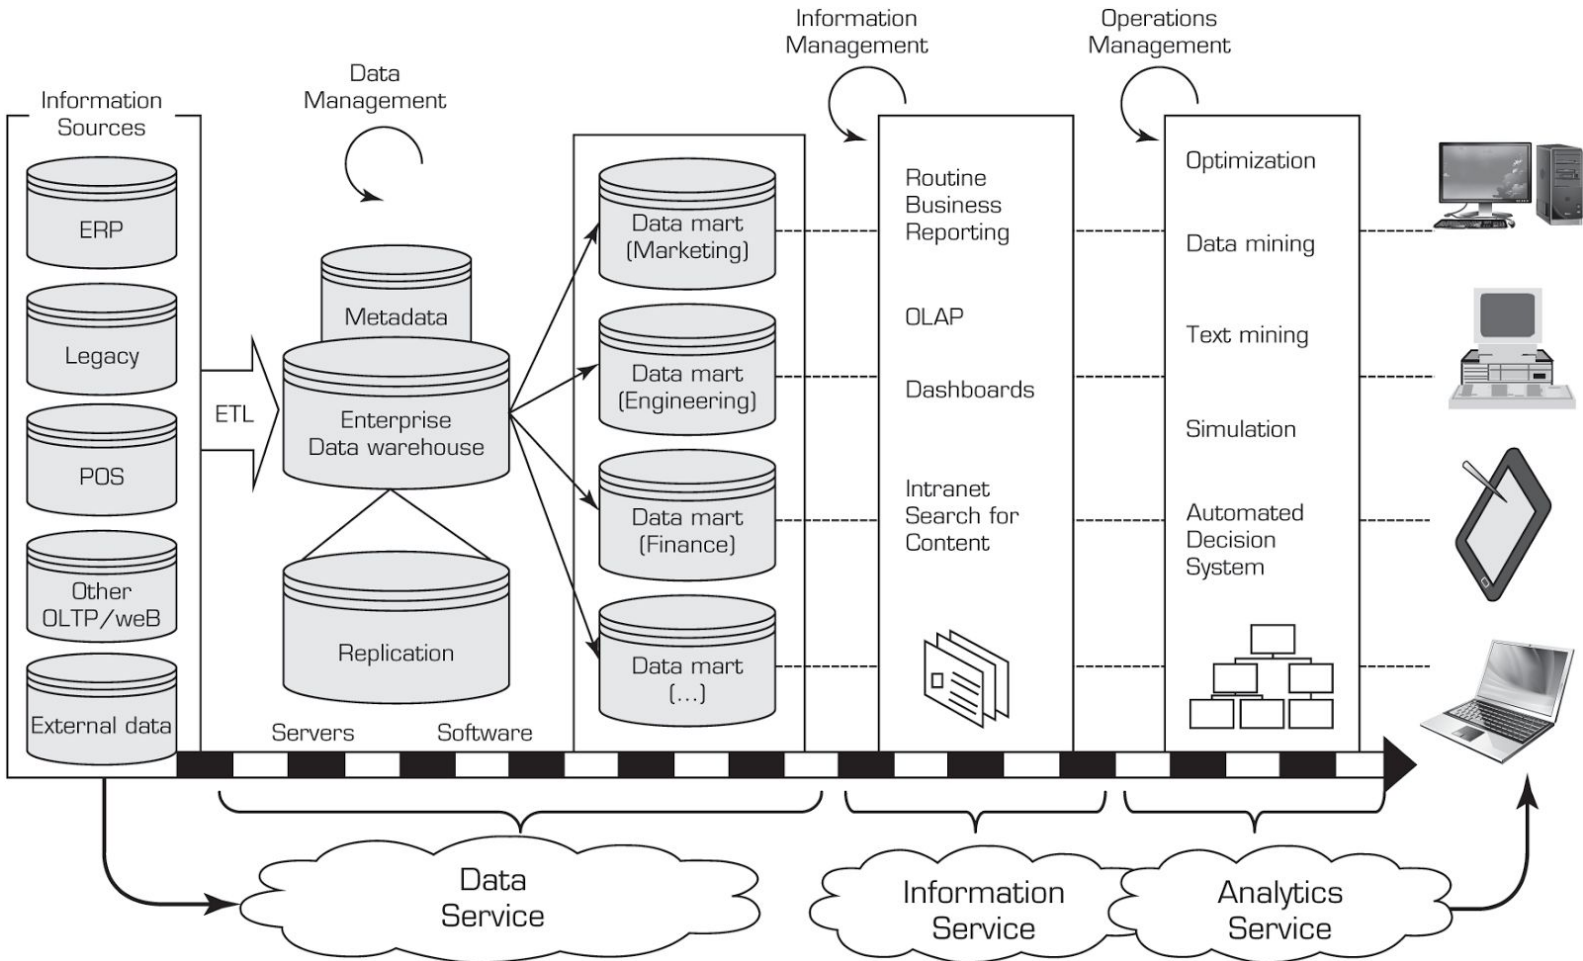 Information
Sources
ERP
Legacy
POS
Other
OLTP/weB
External data
ETL
Data
Management
Metadata
Enterprise
Data warehouse
Replication
Servers
Software
Data mart
(Marketing)
Data mart
(Engineering)
Data mart
(Finance)
Data mart
(...)
Information
Management
Routine
Business
Reporting
OLAP
Dashboards
Intranet
Search for
Content
Operations
Management
Optimization
Data mining
Text mining
Simulation
Automated
Decision
System
Data
Service
Information
Service
Analytics
Service